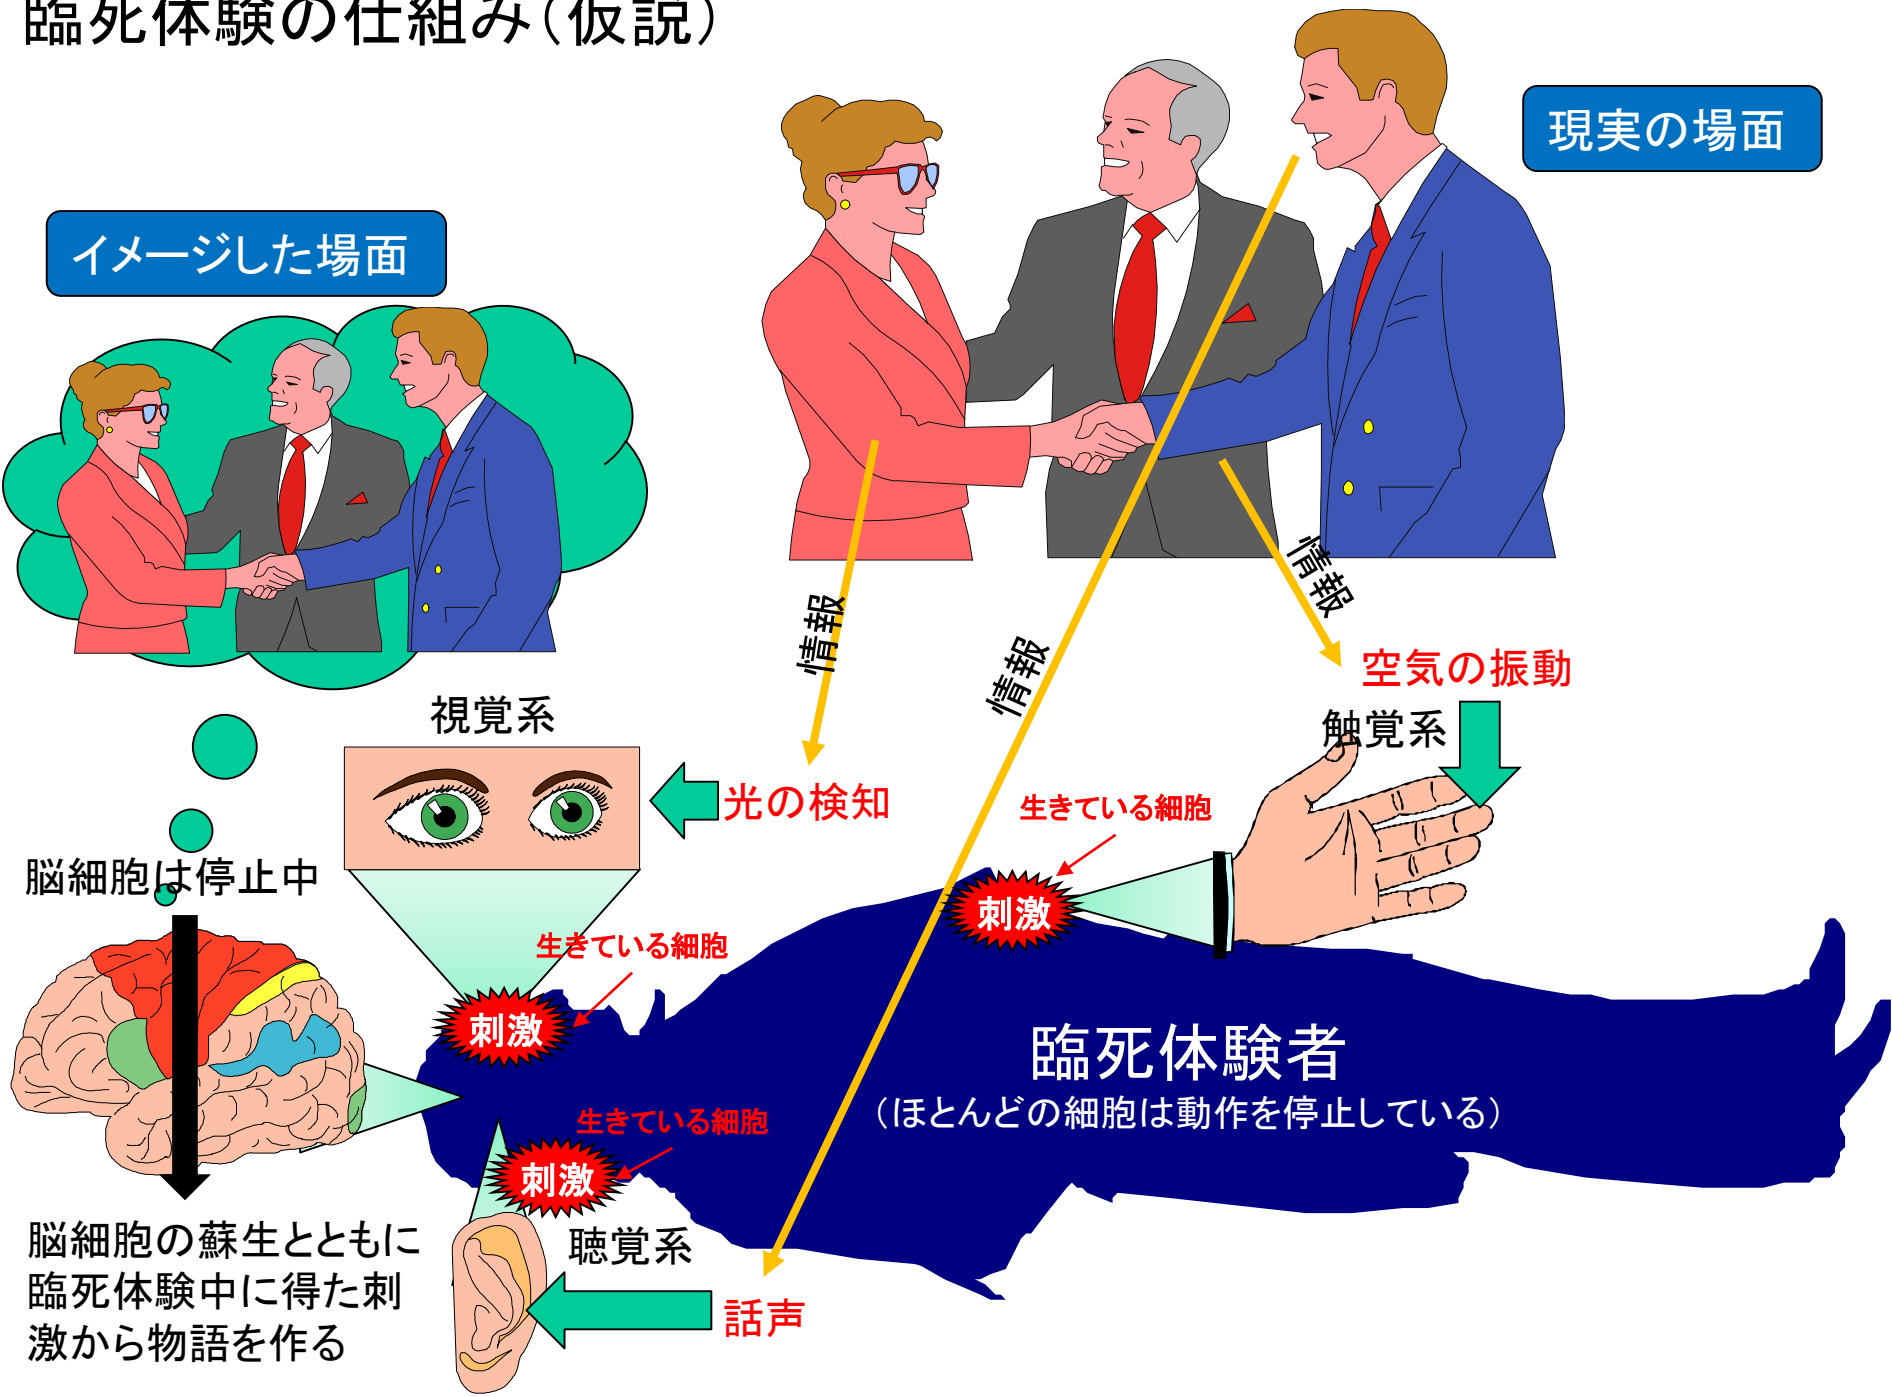 臨死体験の仕組み（仮説）
現実の場面
イメージした場面
情報
情報
情報
空気の振動
視覚系
触覚系
光の検知
生きている細胞
脳細胞は停止中
刺激
生きている細胞
刺激
臨死体験者
（ほとんどの細胞は動作を停止している）
生きている細胞
刺激
脳細胞の蘇生とともに
臨死体験中に得た刺
激から物語を作る
聴覚系
話声